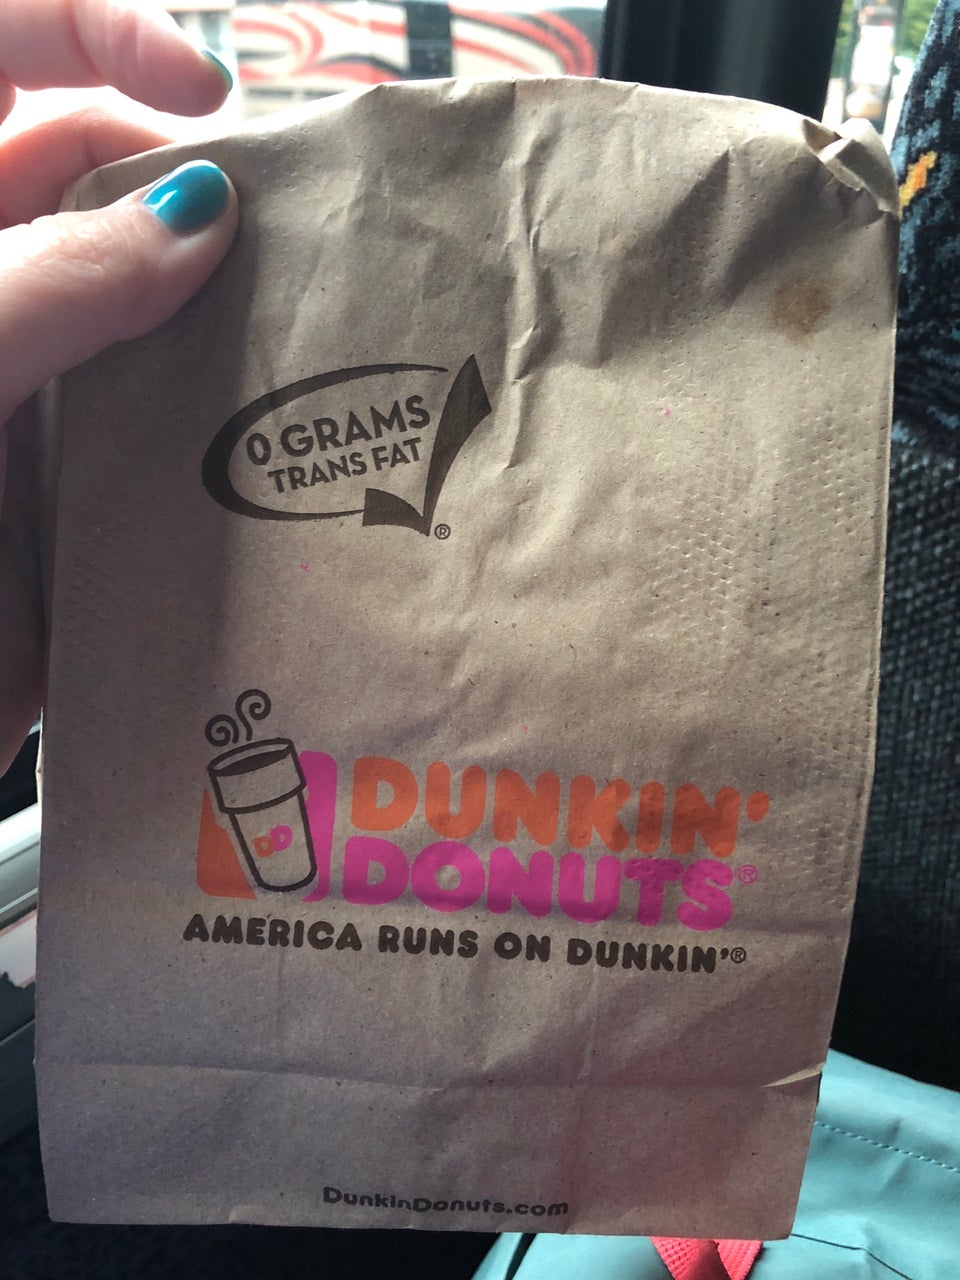 0 GRAMS
TRANS FAT
®
DD
DUNKIN'
DONUTS®
AMERICA RUNS ON DUNKIN'®
DunkinDonuts.com